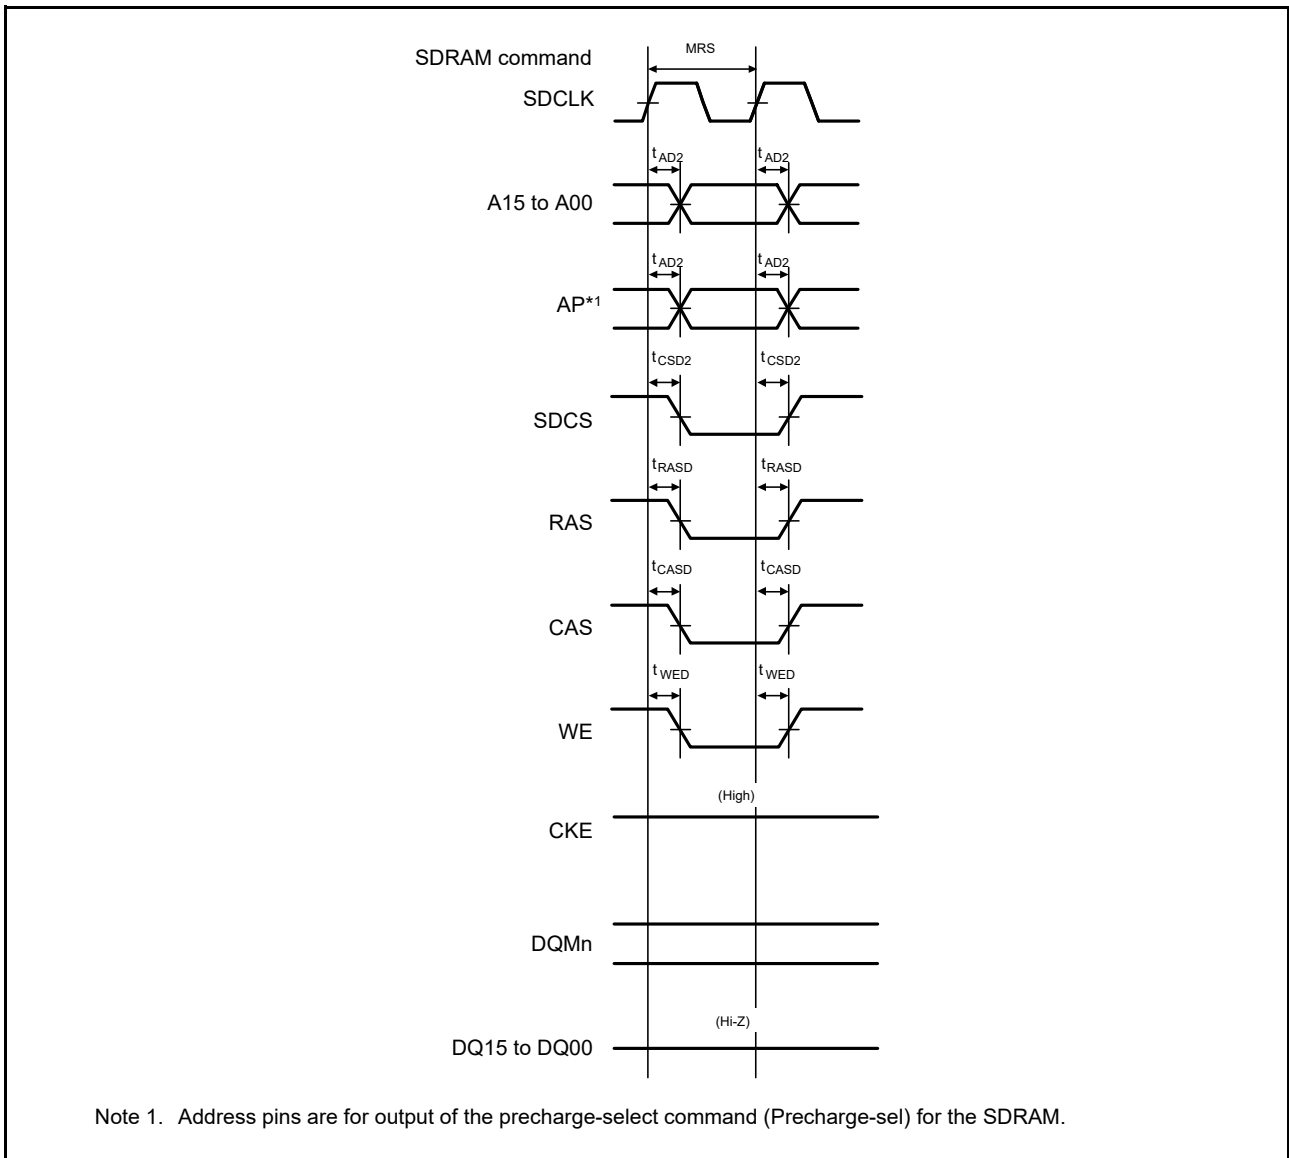 MRS
SDRAM command
SDCLK
tAD2 tAD2
A15 to A00
tAD2 tAD2
AP*1
tCSD2 tCSD2
SDCS
tRASD tRASD
RAS
tCASD tCASD
CAS
tWED tWED
WE
(High)
CKE
DQMn
(Hi-Z)
DQ15 to DQ00
Note 1. Address pins are for output of the precharge-select command (Precharge-sel) for the SDRAM.